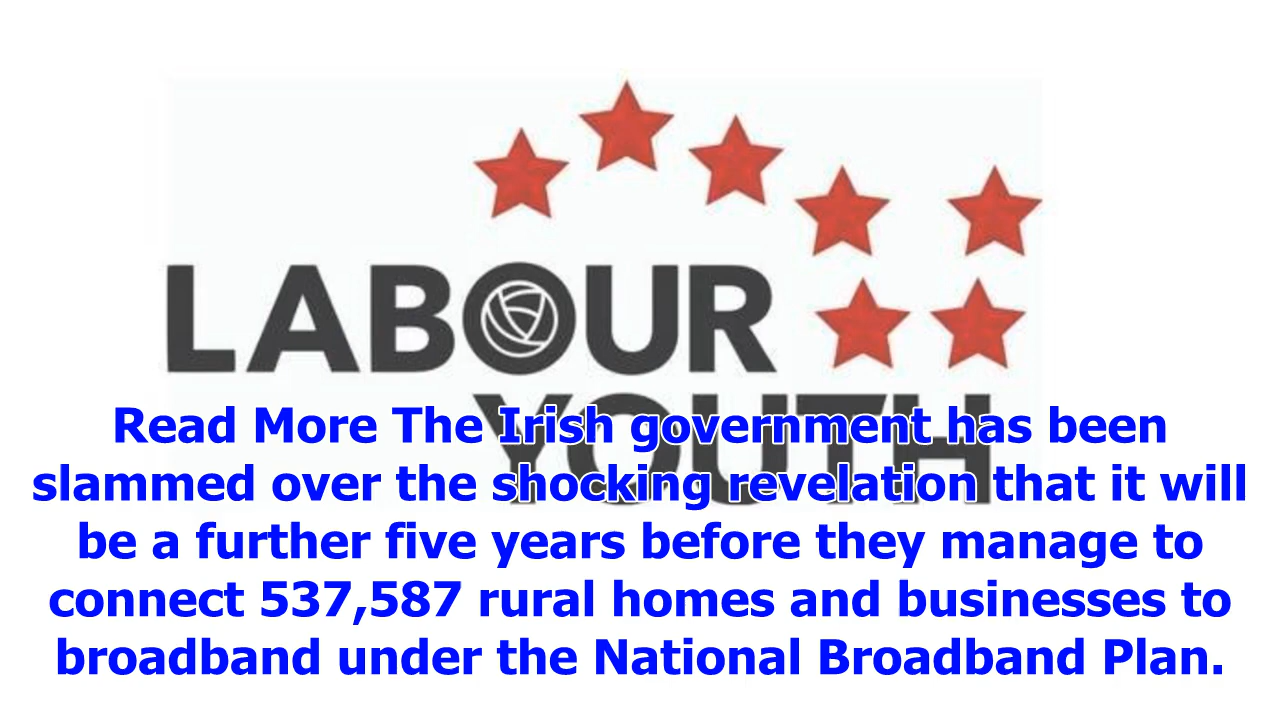 LABOUR
YOUTH
Read More The Irish government has been
slammed over the shocking revelation that it will
be a further five years before they manage to
connect 537,587 rural homes and businesses to
broadband under the National Broadband Plan.